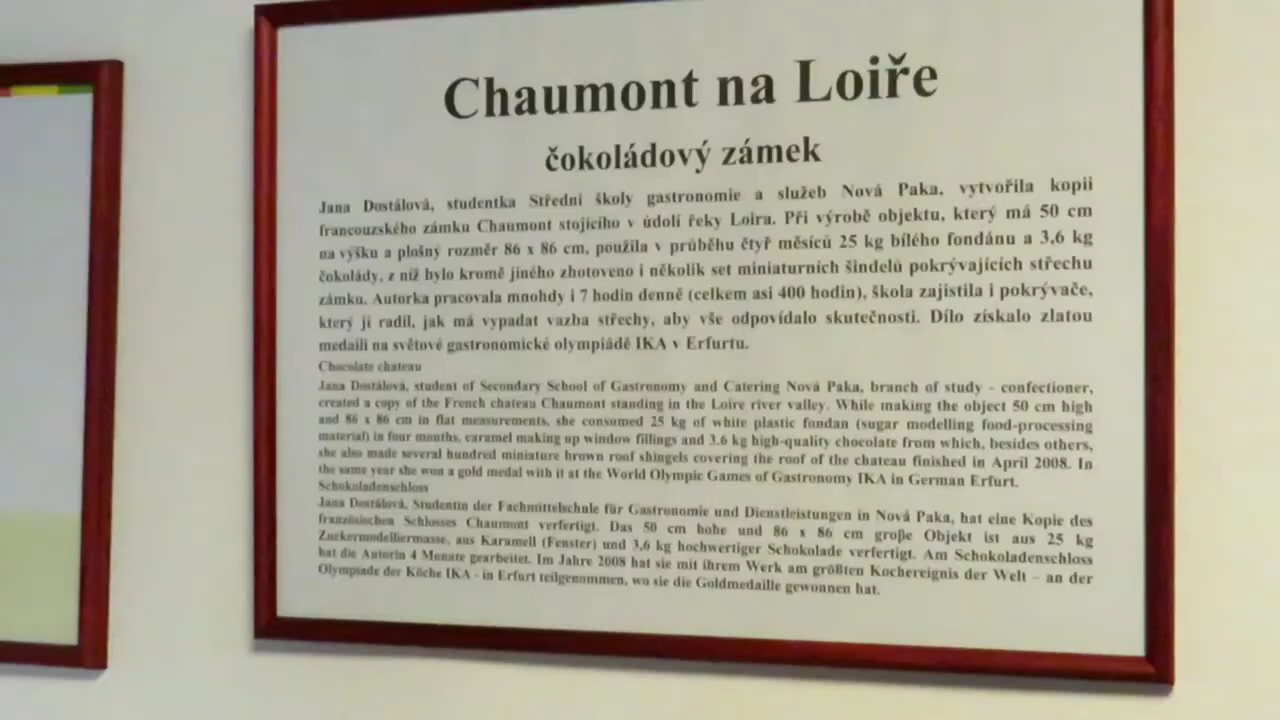 Chaumont na Loiře
čokoládový zámek
Jana Dostálová, studentka Střední školy gastronomie a služeb Nová Paka, vytvořila kopii
francouzského zámku Chaumont stojícího v údolí řeky Loira. Při výrobě objektu, který má 50 cm
na výšku a plošný rozměr 86 x 86 cm, použila v průběhu čtyř měsíců 25 kg bílého fondánu a 3,6 kg
čokolády, z níž bylo kromě jiného zhotoveno i několik set miniaturních šindelů pokrývajících střechu
zámku. Autorka pracovala mnohdy i 7 hodin denně (celkem asi 400 hodin), škola zajistila i pokrývače,
který jí radil, jak má vypadat vazba střechy, aby vše odpovídalo skutečnosti. Dílo získalo zlatou
medaili na světové gastronomické olympiádě IKA v Erfurtu.
Chocolate chateau
Jana Dostálová, student of Secondary School of Gastronomy and Catering Nová Paka, branch of study - confectioner,
created a copy of the French chateau Chaumont standing in the Loire river valley. While making the object 50 cm high
and 86 x 86 cm in flat measurements, she consumed 25 kg of white plastic fondan (sugar modelling food-processing
material) in four months, caramel making up window fillings and 3.6 kg high-quality chocolate from which, besides others,
she also made several hundred miniature brown roof shingels covering the roof of the chateau finished in April 2008. In
the same year she won a gold medal with it at the World Olympic Games of Gastronomy IKA in German Erfurt.
Schokoladenschloss
Jana Dostálová, Studentin der Fachmittelschule für Gastronomie und Dienstleistungen in Nová Paka, hat eine Kopie des
französischen Schlosses Chaumont verfertigt. Das 50 cm hohe und 86 x 86 cm große Objekt ist aus 25 kg
Zuckermodelliermasse, aus Karamell (Fenster) und 3,6 kg hochwertiger Schokolade verfertigt. Am Schokoladenschloss
hat die Autorin 4 Monate gearbeitet. Im Jahre 2008 hat sie mit ihrem Werk am größten Kochereignis der Welt – an der
Olympiade der Köche IKA - in Erfurt teilgenommen, wo sie die Goldmedaille gewonnen hat.